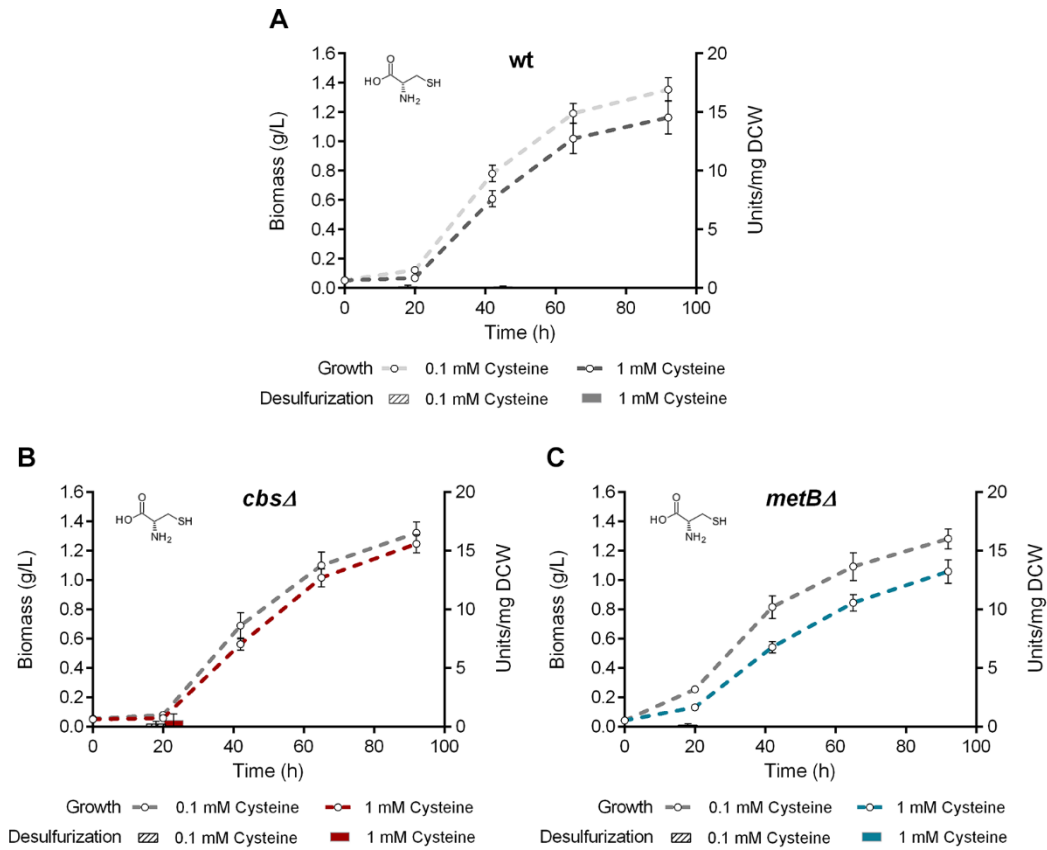 A
wt
O
HO
SH
NH2
1.6
1.4
1.2
1.0
0.8
0.6
0.4
0.2
0.0
Biomass (g/L)
20
15
10
5
0
Units/mg DCW
0 20 40 60 80 100
Time (h)
Growth 0.1 mM Cysteine 1 mM Cysteine
Desulfurization 0.1 mM Cysteine 1 mM Cysteine
B
cbsΔ
O
HO
SH
NH2
1.6
1.4
1.2
1.0
0.8
0.6
0.4
0.2
0.0
Biomass (g/L)
20
15
10
5
0
Units/mg DCW
0 20 40 60 80 100
Time (h)
Growth 0.1 mM Cysteine 1 mM Cysteine
Desulfurization 0.1 mM Cysteine 1 mM Cysteine
C
metBΔ
O
HO
SH
NH2
1.6
1.4
1.2
1.0
0.8
0.6
0.4
0.2
0.0
Biomass (g/L)
20
15
10
5
0
Units/mg DCW
0 20 40 60 80 100
Time (h)
Growth 0.1 mM Cysteine 1 mM Cysteine
Desulfurization 0.1 mM Cysteine 1 mM Cysteine